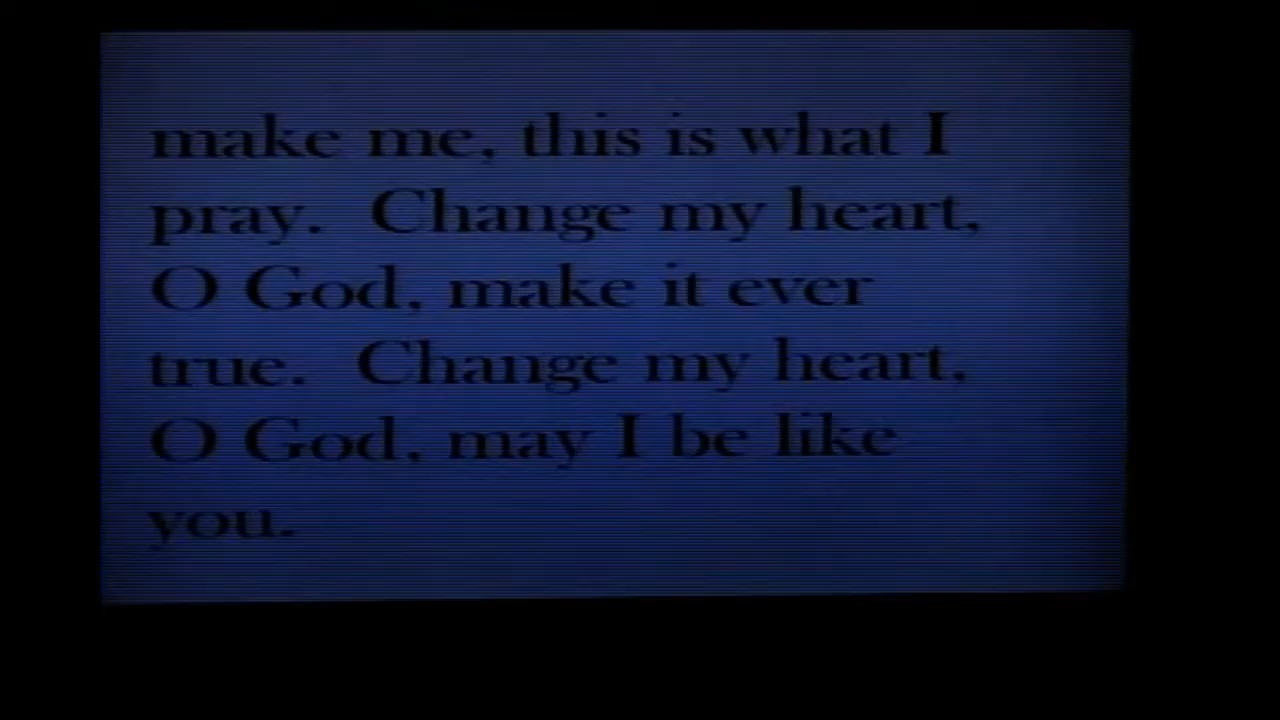 make me, this is what I
pray. Change my heart,
O God, make it ever
true. Change my heart,
O God, may I be like
you.